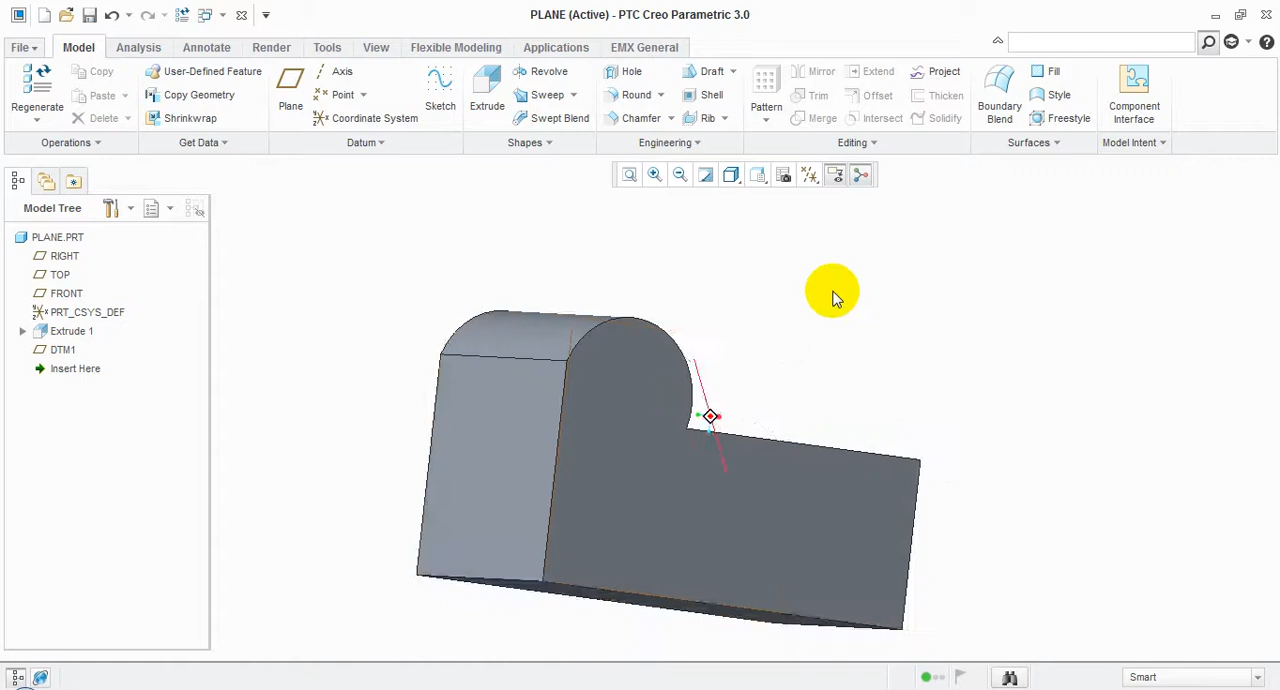 PLANE (Active) - PTC Creo Parametric 3.0
File Model Analysis Annotate Render Tools View Flexible Modeling Applications EMX General
Regenerate
Copy
Paste
Delete
Operations
User-Defined Feature
Copy Geometry
Shrinkwrap
Get Data
Plane
Axis
Point
Coordinate System
Sketch
Datum
Extrude
Revolve
Sweep
Swept Blend
Shapes
Hole
Round
Chamfer
Draft
Shell
Rib
Engineering
Pattern
Mirror
Trim
Merge
Extend
Offset
Intersect
Project
Thicken
Solidify
Editing
Boundary
Blend
Fill
Style
Freestyle
Surfaces
Component
Interface
Model Intent
Model Tree
PLANE.PRT
RIGHT
TOP
FRONT
PRT_CSYS_DEF
Extrude 1
DTM1
Insert Here
Smart